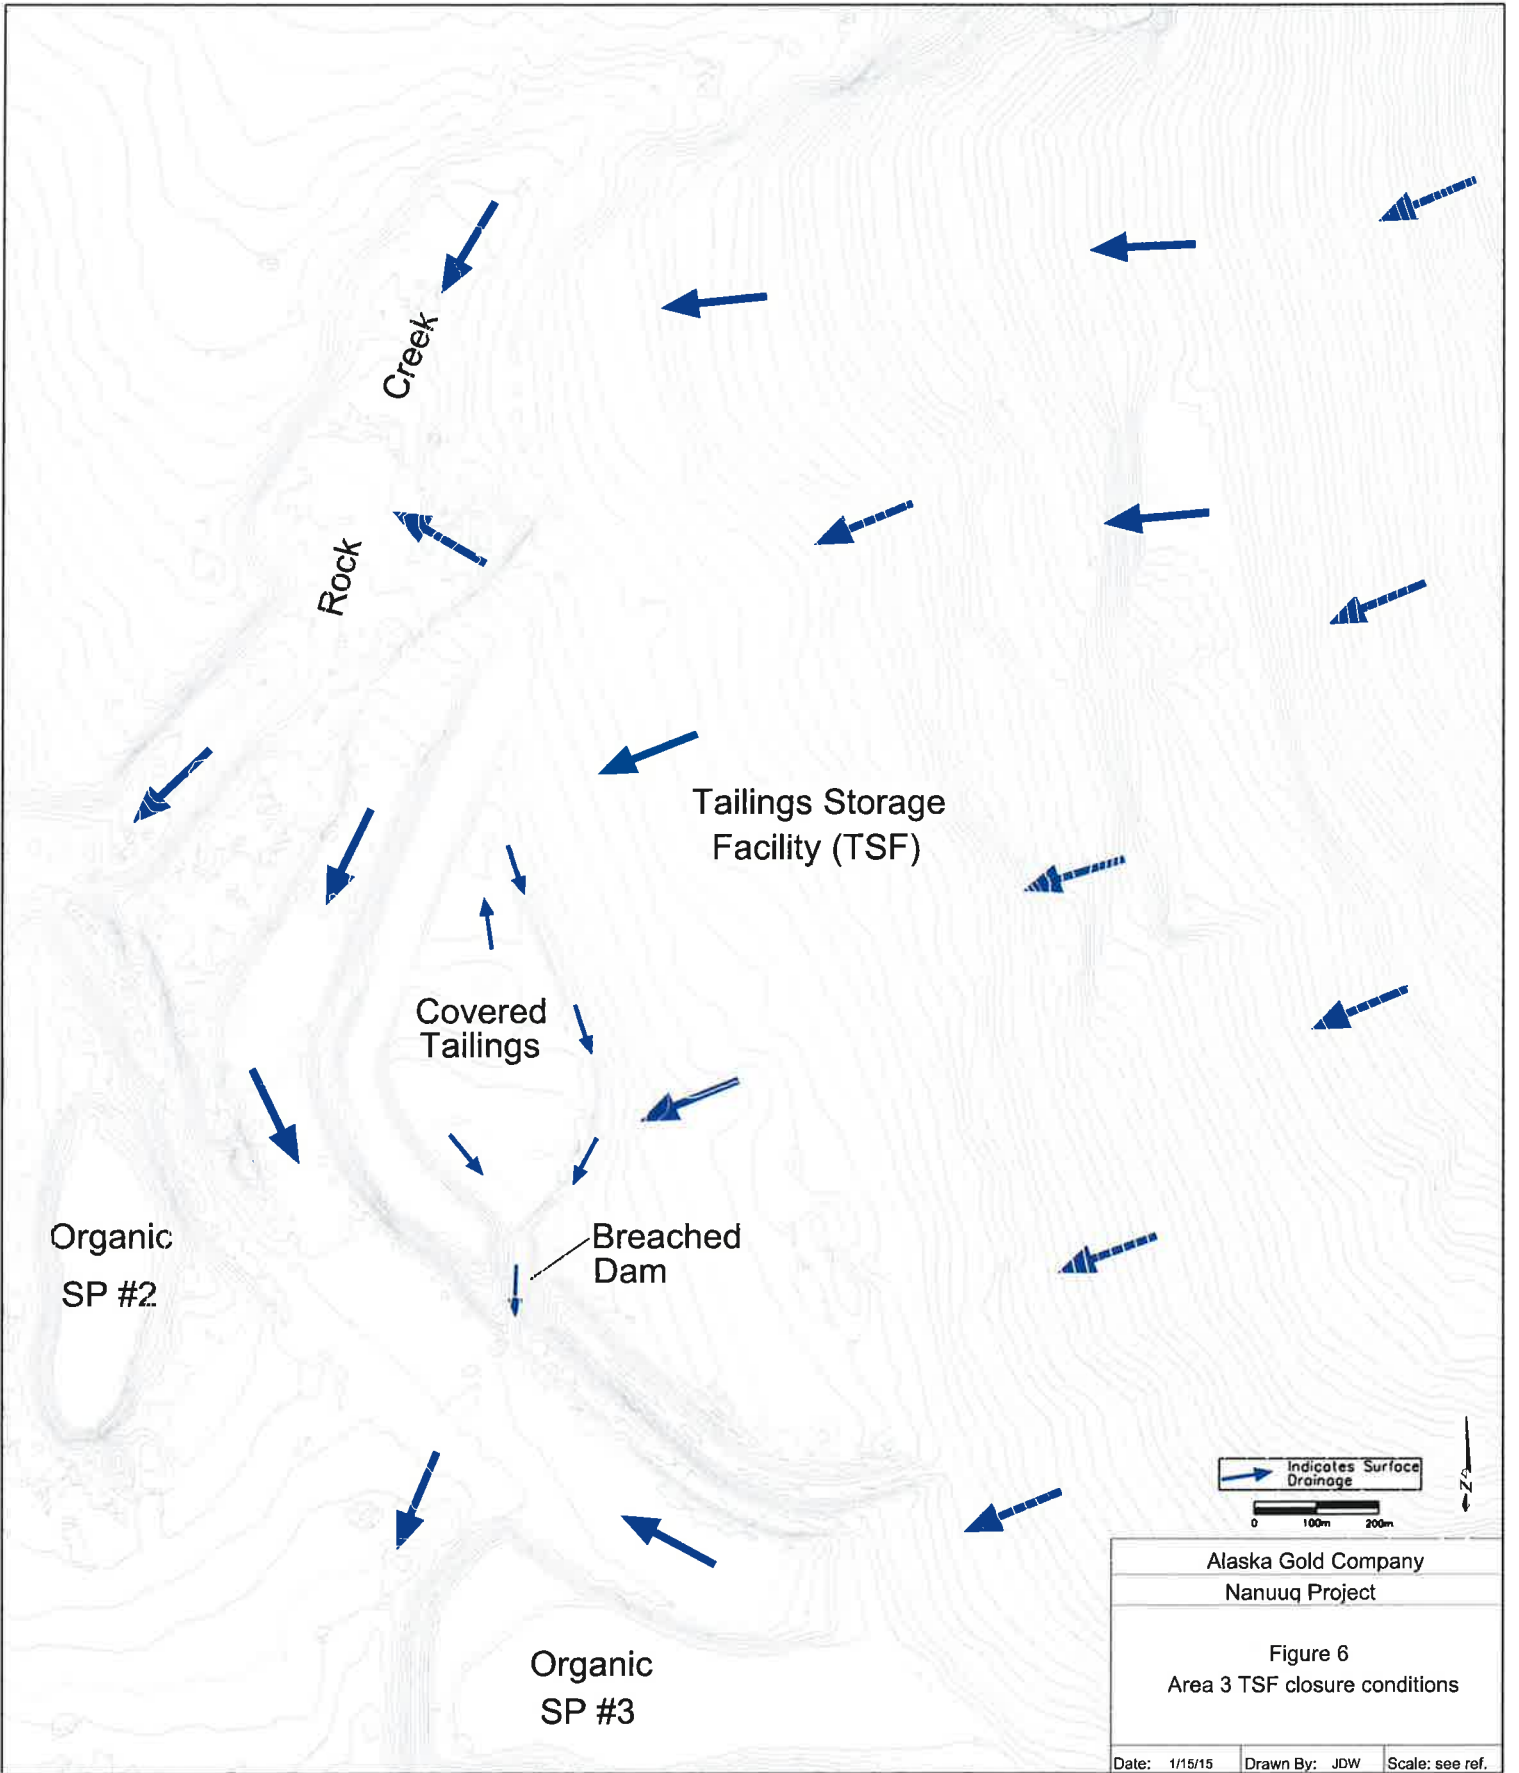 Creek
Rock
Tailings Storage
Facility (TSF)
Covered
Tailings
Organic
SP #2
Breached
Dam
Indicates Surface
Drainage
N
0 100m 200m
Organic
SP #3
Alaska Gold Company
Nanuuq Project
Figure 6
Area 3 TSF closure conditions
Date: 1/15/15 Drawn By: JDW Scale: see ref.